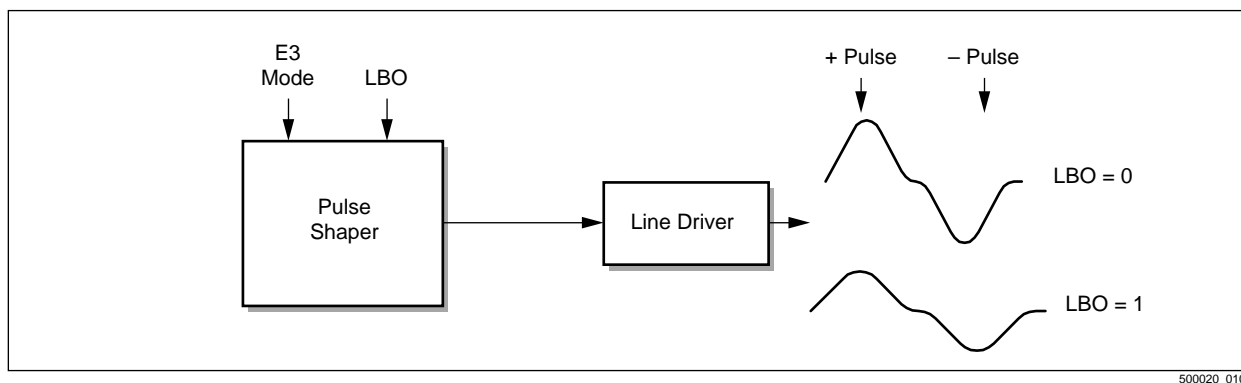 E3
Mode
LBO
+ Pulse
– Pulse
Pulse
Shaper
Line Driver
LBO = 0
LBO = 1